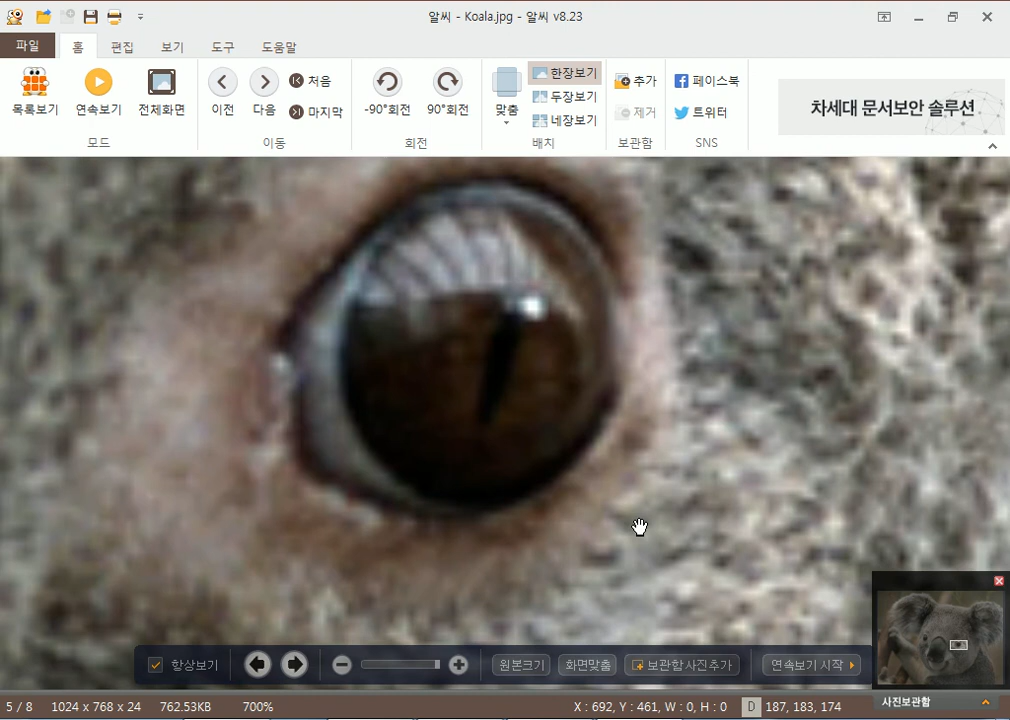 알씨 - Koala.jpg - 알씨 v8.23
파일 홈 편집 보기 도구 도움말
목록보기 연속보기 전체화면
모드
이전 다음 처음 마지막
이동
-90°회전 90°회전
회전
맞춤 한장보기 두장보기 네장보기
배치
추가 제거
보관함
페이스북 트위터
SNS
차세대 문서보안 솔루션
항상보기 원본크기 화면맞춤 보관함 사진추가 연속보기 시작
사진보관함
5 / 8 1024 x 768 x 24 762.53KB 700% X : 692, Y : 461, W : 0, H : 0 D 187, 183, 174